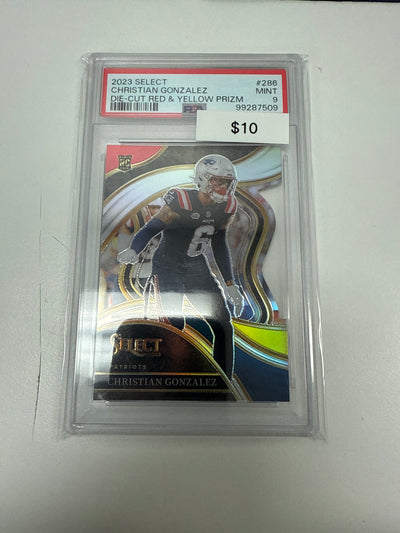 2023 SELECT #286
CHRISTIAN GONZALEZ MINT
DIE-CUT RED & YELLOW PRIZM 9
99287509
$10
RC
6
SELECT
PATRIOTS
CHRISTIAN GONZALEZ